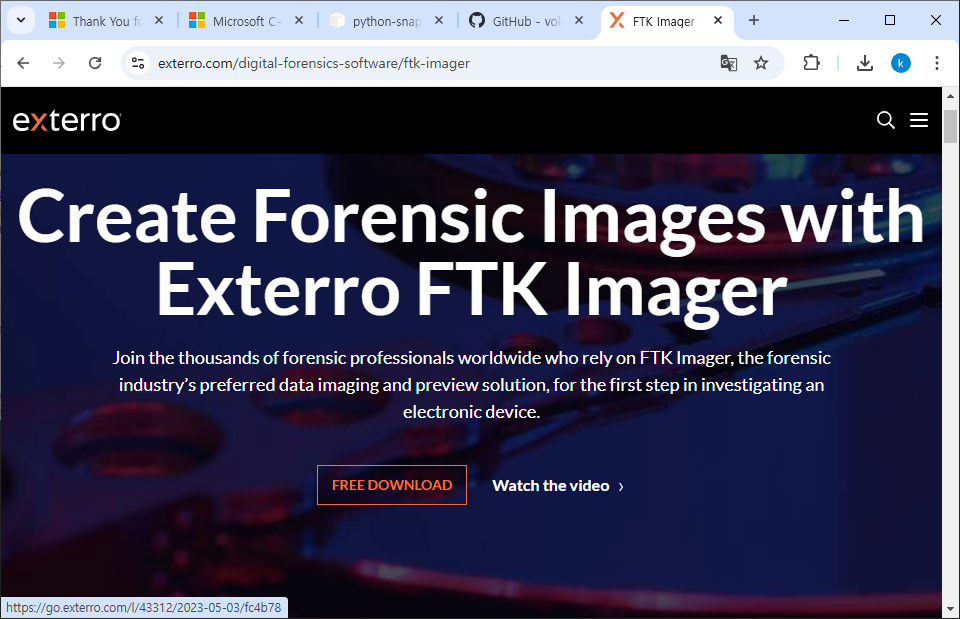 Thank You fo
Microsoft C+
python-snap
GitHub - vol
FTK Imager
exterro.com/digital-forensics-software/ftk-imager
k
exterro
Create Forensic Images with
Exterro FTK Imager
Join the thousands of forensic professionals worldwide who rely on FTK Imager, the forensic
industry's preferred data imaging and preview solution, for the first step in investigating an
electronic device.
FREE DOWNLOAD
Watch the video ›
https://go.exterro.com/l/43312/2023-05-03/fc4b78